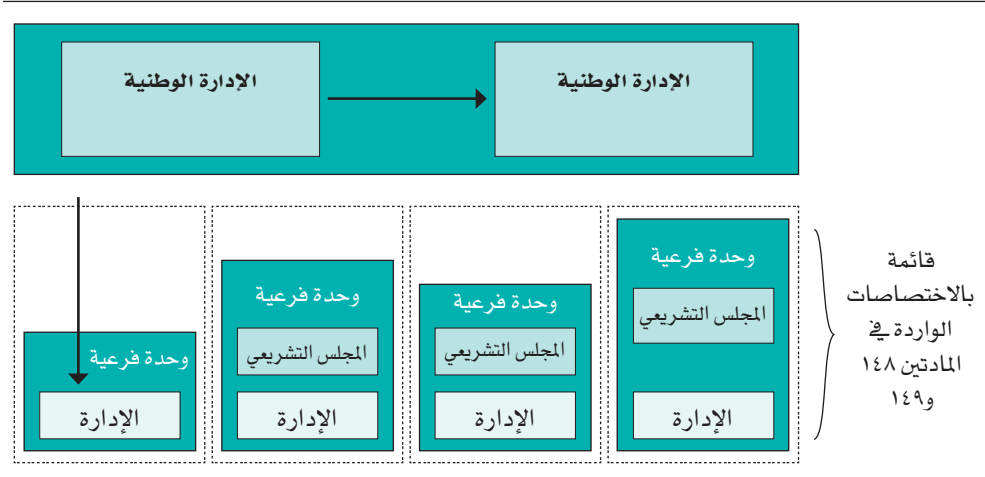 الإدارة الوطنية
الإدارة الوطنية
وحدة فرعية
المجلس التشريعي
الإدارة
وحدة فرعية
المجلس التشريعي
الإدارة
وحدة فرعية
المجلس التشريعي
الإدارة
وحدة فرعية
الإدارة
قائمة
بالاختصاصات
الواردة في
المادتين ١٤٨
و١٤٩